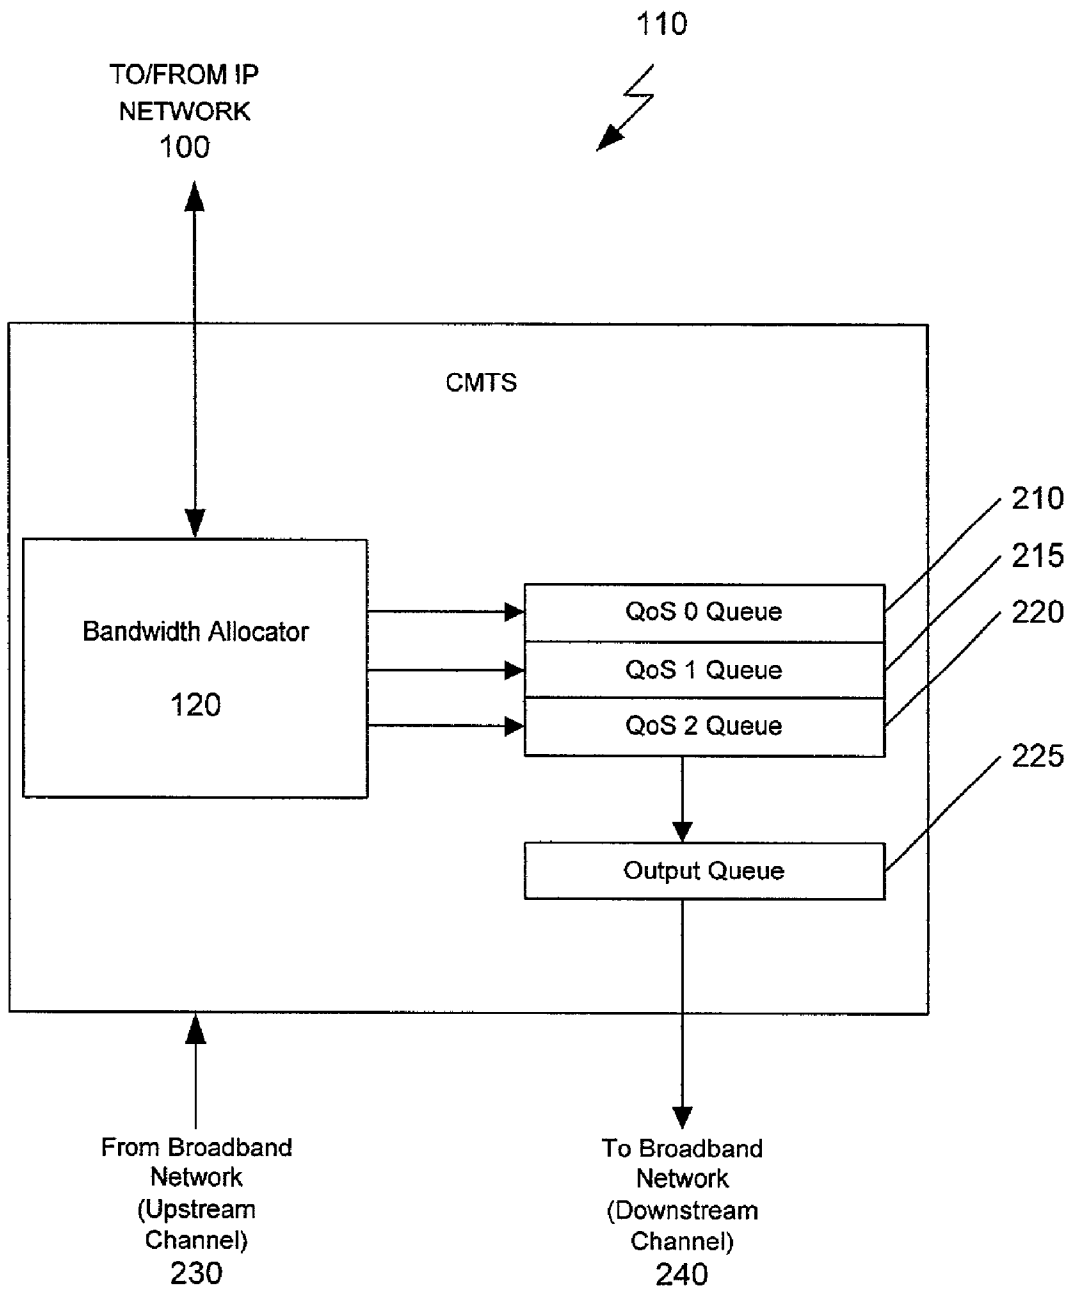 110
TO/FROM IP
NETWORK
100
CMTS
210
215
220
225
Bandwidth Allocator
120
QoS 0 Queue
QoS 1 Queue
QoS 2 Queue
Output Queue
From Broadband
Network
(Upstream
Channel)
230
To Broadband
Network
(Downstream
Channel)
240